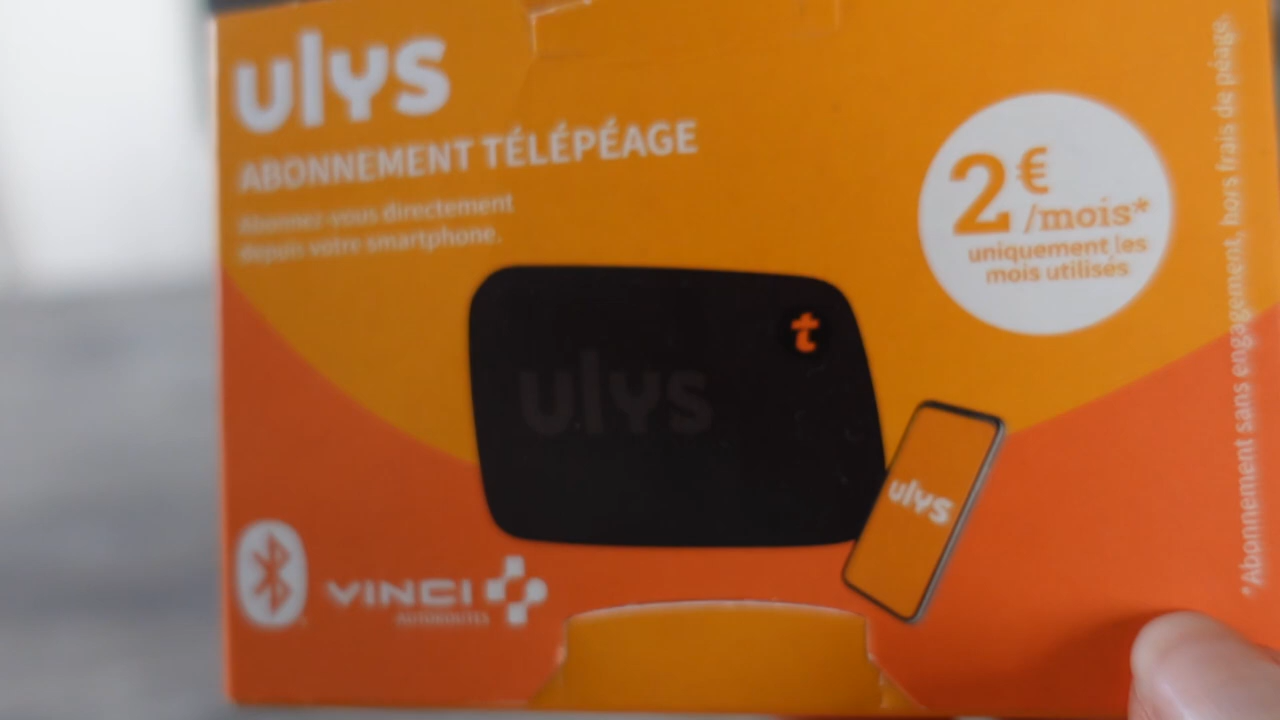 ulys
ABONNEMENT TÉLÉPÉAGE
Abonnez-vous directement
depuis votre smartphone.
2€
/mois*
uniquement les
mois utilisés
t
ulys
ulys
VINCI
AUTOROUTES
*Abonnement sans engagement, hors frais de péage.